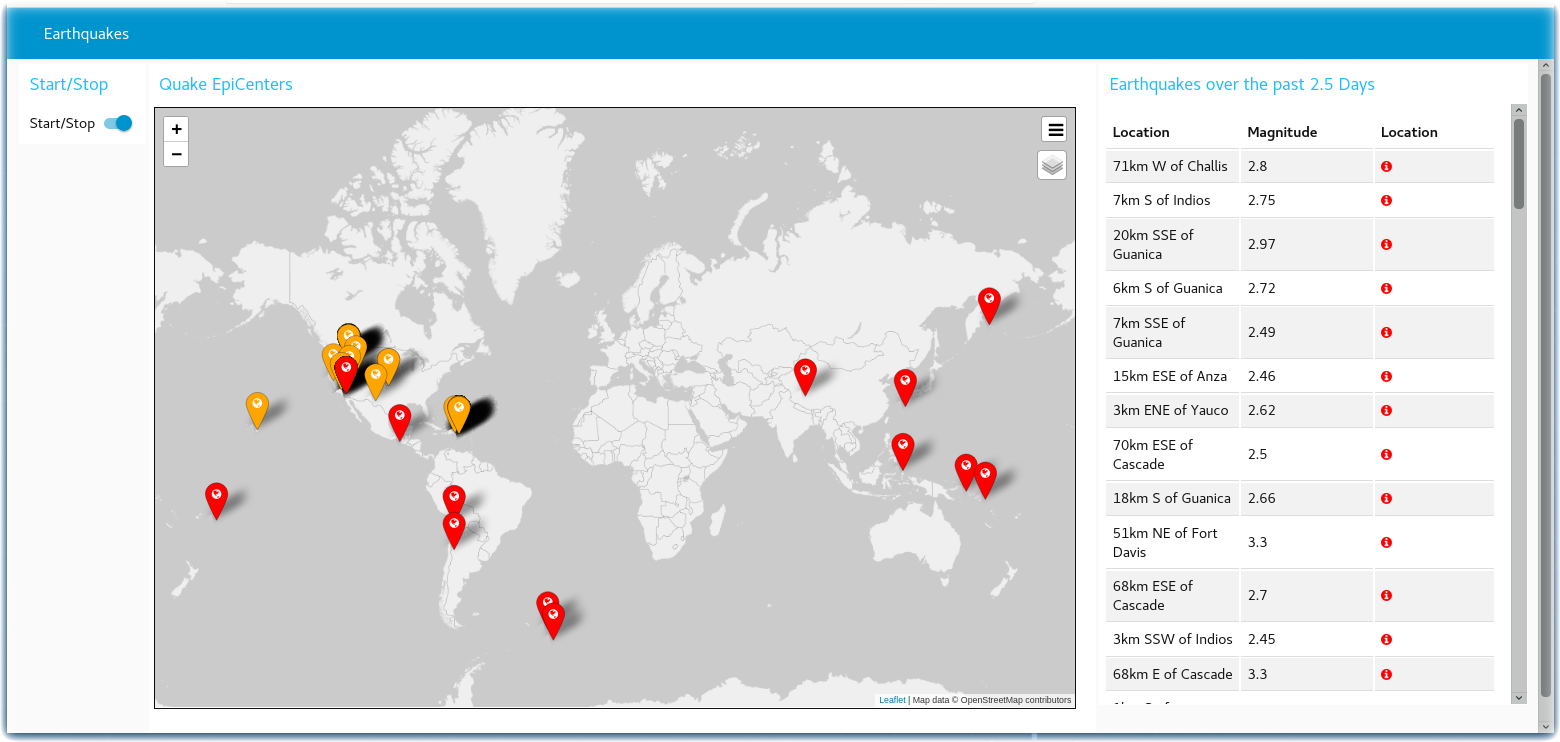 Earthquakes
Start/Stop
Start/Stop
Quake EpiCenters
+
−
Leaflet | Map data © OpenStreetMap contributors
Earthquakes over the past 2.5 Days
Location Magnitude Location
71km W of Challis 2.8
7km S of Indios 2.75
20km SSE of
Guanica 2.97
6km S of Guanica 2.72
7km SSE of
Guanica 2.49
15km ESE of Anza 2.46
3km ENE of Yauco 2.62
70km ESE of
Cascade 2.5
18km S of Guanica 2.66
51km NE of Fort
Davis 3.3
68km ESE of
Cascade 2.7
3km SSW of Indios 2.45
68km E of Cascade 3.3